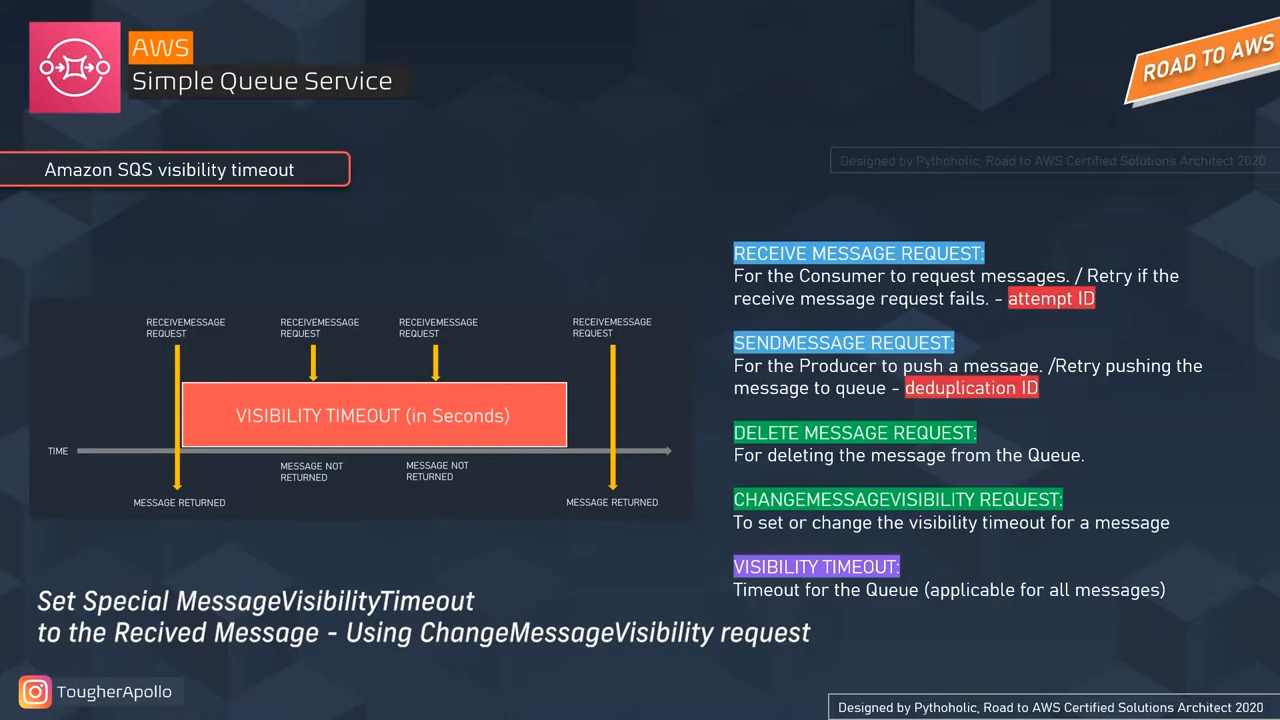 AWS
Simple Queue Service
ROAD TO AWS
Amazon SQS visibility timeout
Designed by Pythoholic, Road to AWS Certified Solutions Architect 2020
RECEIVEMESSAGE
REQUEST
RECEIVEMESSAGE
REQUEST
RECEIVEMESSAGE
REQUEST
RECEIVEMESSAGE
REQUEST
VISIBILITY TIMEOUT (in Seconds)
TIME
MESSAGE NOT
RETURNED
MESSAGE NOT
RETURNED
MESSAGE RETURNED
MESSAGE RETURNED
RECEIVE MESSAGE REQUEST:
For the Consumer to request messages. / Retry if the
receive message request fails. - attempt ID
SENDMESSAGE REQUEST:
For the Producer to push a message. /Retry pushing the
message to queue - deduplication ID
DELETE MESSAGE REQUEST:
For deleting the message from the Queue.
CHANGEMESSAGEVISIBILITY REQUEST:
To set or change the visibility timeout for a message
VISIBILITY TIMEOUT:
Timeout for the Queue (applicable for all messages)
Set Special MessageVisibilityTimeout
to the Recived Message - Using ChangeMessageVisibility request
TougherApollo
Designed by Pythoholic, Road to AWS Certified Solutions Architect 2020